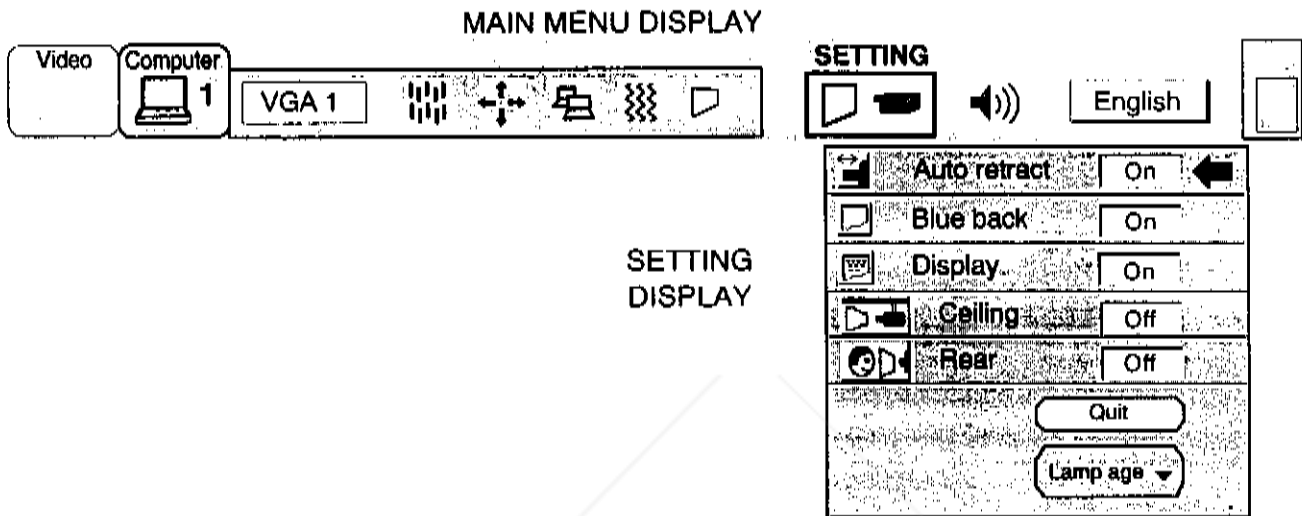 MAIN MENU DISPLAY
Video
Computer
1
VGA 1
SETTING
English
Auto retract On
Blue back On
SETTING
DISPLAY
Display On
Ceiling Off
Rear Off
Quit
Lamp age